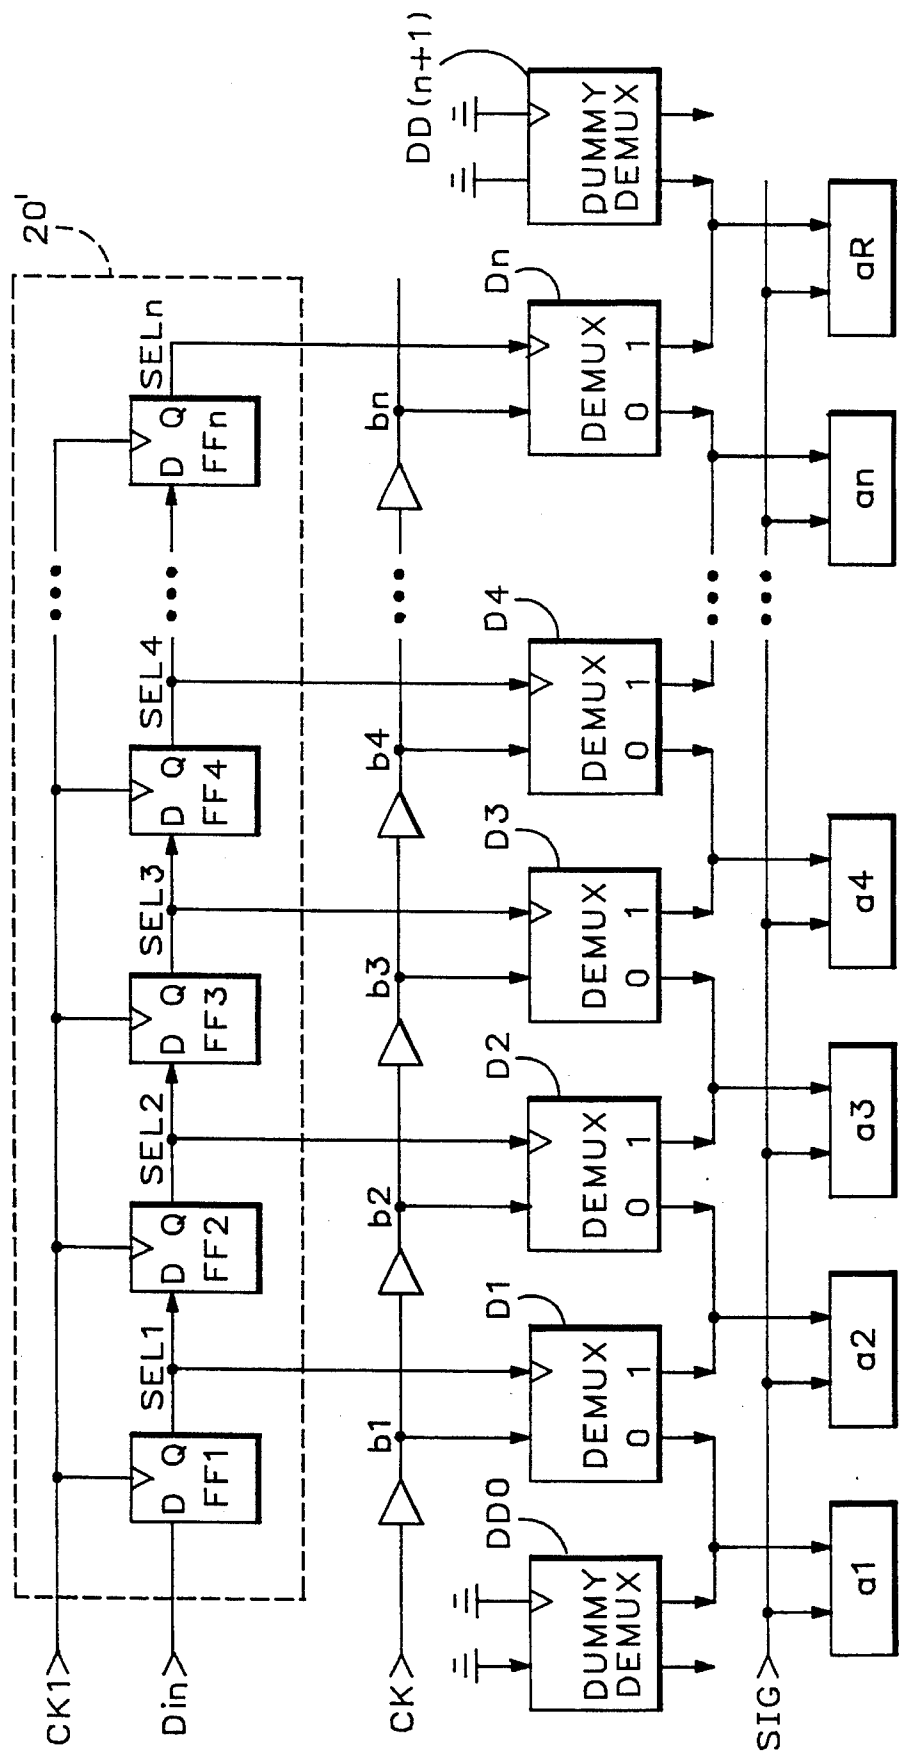 20'
CK1>
Din>
D Q
FF1
SEL1
D Q
FF2
SEL2
D Q
FF3
SEL3
D Q
FF4
SEL4
D Q
FFn
SELn
CK>
b1
b2
b3
b4
bn
DD0
D1
D2
D3
D4
Dn
DD(n+1)
DUMMY
DEMUX
DEMUX
0 1
DEMUX
0 1
DEMUX
0 1
DEMUX
0 1
DEMUX
0 1
DUMMY
DEMUX
SIG>
a1
a2
a3
a4
an
aR